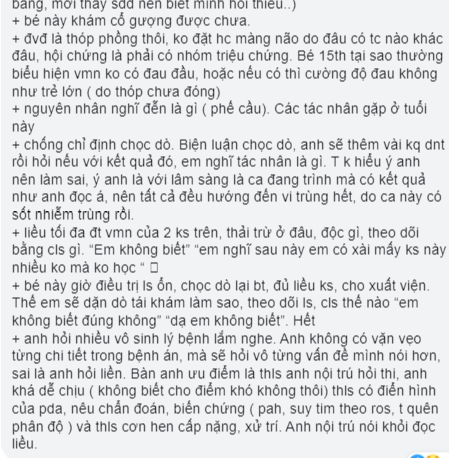 bảng, mới thấy sdd nên biết mình hỏi thiếu..)
+ bé này khám cổ gượng được chưa.
+ đvđ là thóp phồng thôi, ko đặt hc màng não do đâu có tc nào khác
đâu, hội chứng là phải có nhóm triệu chứng. Bé 15th tại sao thường
biểu hiện vmn ko có đau đầu, hoặc nếu có thì cường độ đau không
như trẻ lớn ( do thóp chưa đóng)
+ nguyên nhân nghĩ đến là gì ( phế cầu). Các tác nhân gặp ở tuổi
này
+ chống chỉ định chọc dò. Biện luận chọc dò, anh sẽ thêm vài kq dnt
rồi hỏi nếu với kết quả đó, em nghĩ tác nhân là gì. T k hiểu ý anh
nên làm sai, ý anh là với lâm sàng là ca đang trình mà có kết quả
như anh đọc á, nên tất cả đều hướng đến vi trùng hết, do ca này có
sốt nhiễm trùng rồi.
+ liều tối đa đt vmn của 2 ks trên, thải trừ ở đâu, độc gì, theo dõi
bằng cls gì. “Em không biết” “em nghĩ sau này em có xài mấy ks này
nhiều ko mà ko học “
+ bé này giờ điều trị ls ổn, chọc dò lại bt, đủ liều ks, cho xuất viện.
Thế em sẽ dặn dò tái khám làm sao, theo dõi ls, cls thế nào “em
không biết đúng không” “dạ em không biết”. Hết
+ anh hỏi nhiều vô sinh lý bệnh lắm nghe. Anh không có vặn vẹo
từng chi tiết trong bệnh án, mà sẽ hỏi vô từng vấn đề mình nói hơn,
sai là anh hỏi liền. Bàn anh ưu điểm là thls anh nội trú hỏi thi, anh
khá dễ chịu ( không biết cho điểm khó không thôi) thls có điển hình
của pda, nêu chẩn đoán, biến chứng ( pah, suy tim theo ros, t quên
phân độ ) và thls cơn hen cấp nặng, xử trí. Anh nội trú nói khỏi đọc
liều.